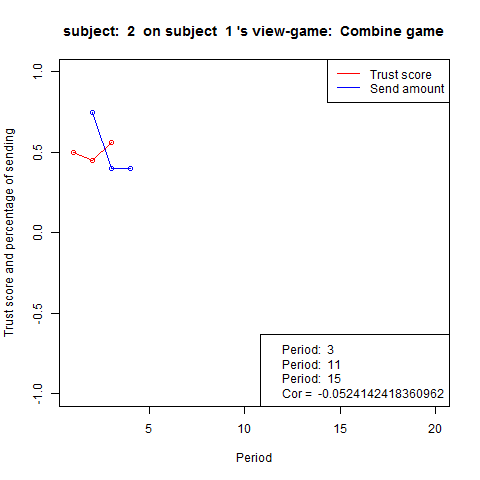 subject:  2  on subject  1 's view-game:  Combine game
Trust score
Send amount
Trust score and percentage of sending
1.0
0.5
0.0
-0.5
-1.0
Period:  3
Period:  11
Period:  15
Cor =  -0.0524142418360962
5 10 15 20
Period